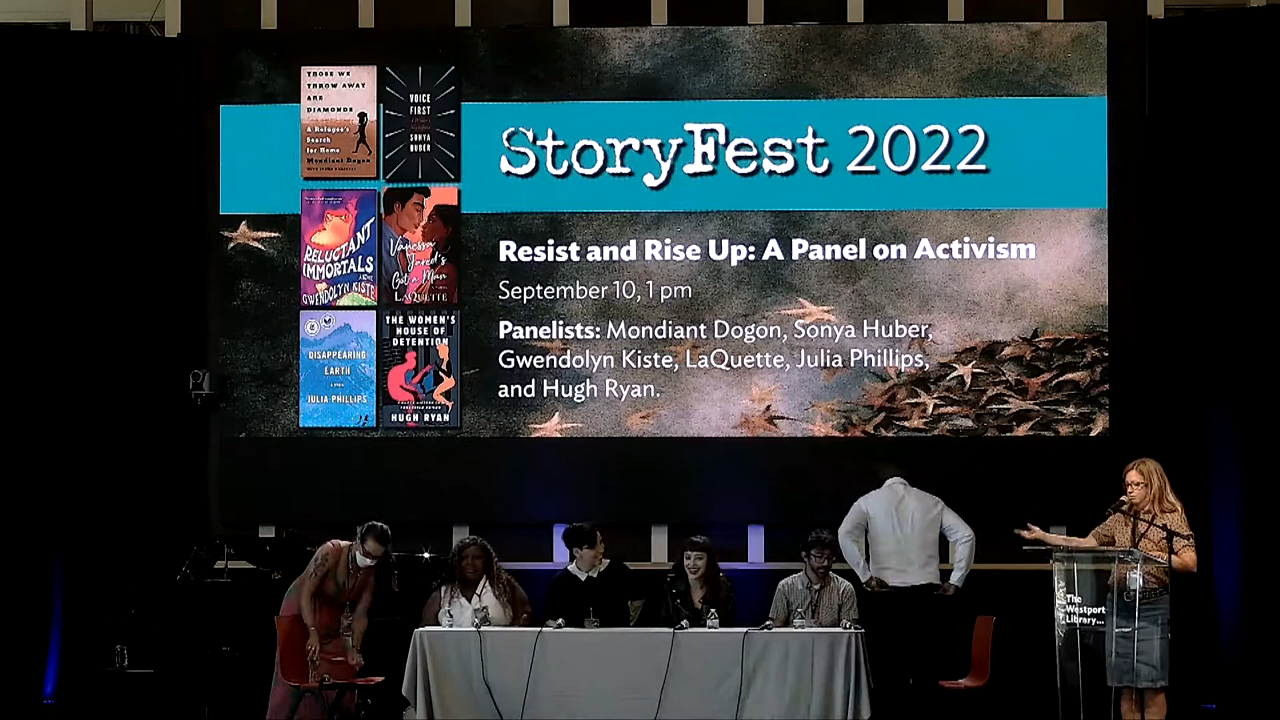 THOSE WE
THROW AWAY
ARE
DIAMONDS
A Refugee's
Search
for Home
Mondiant Dogon
VOICE
FIRST
SONYA
HUBER
RELUCTANT
IMMORTALS
GWENDOLYN KISTE
Vanessa
Jared's
Got a Man
LAQUETTE
DISAPPEARING
EARTH
JULIA PHILLIPS
THE WOMEN'S
HOUSE OF
DETENTION
HUGH RYAN
StoryFest 2022
Resist and Rise Up: A Panel on Activism
September 10, 1 pm
Panelists: Mondiant Dogon, Sonya Huber,
Gwendolyn Kiste, LaQuette, Julia Phillips,
and Hugh Ryan.
The
Westport
Library...